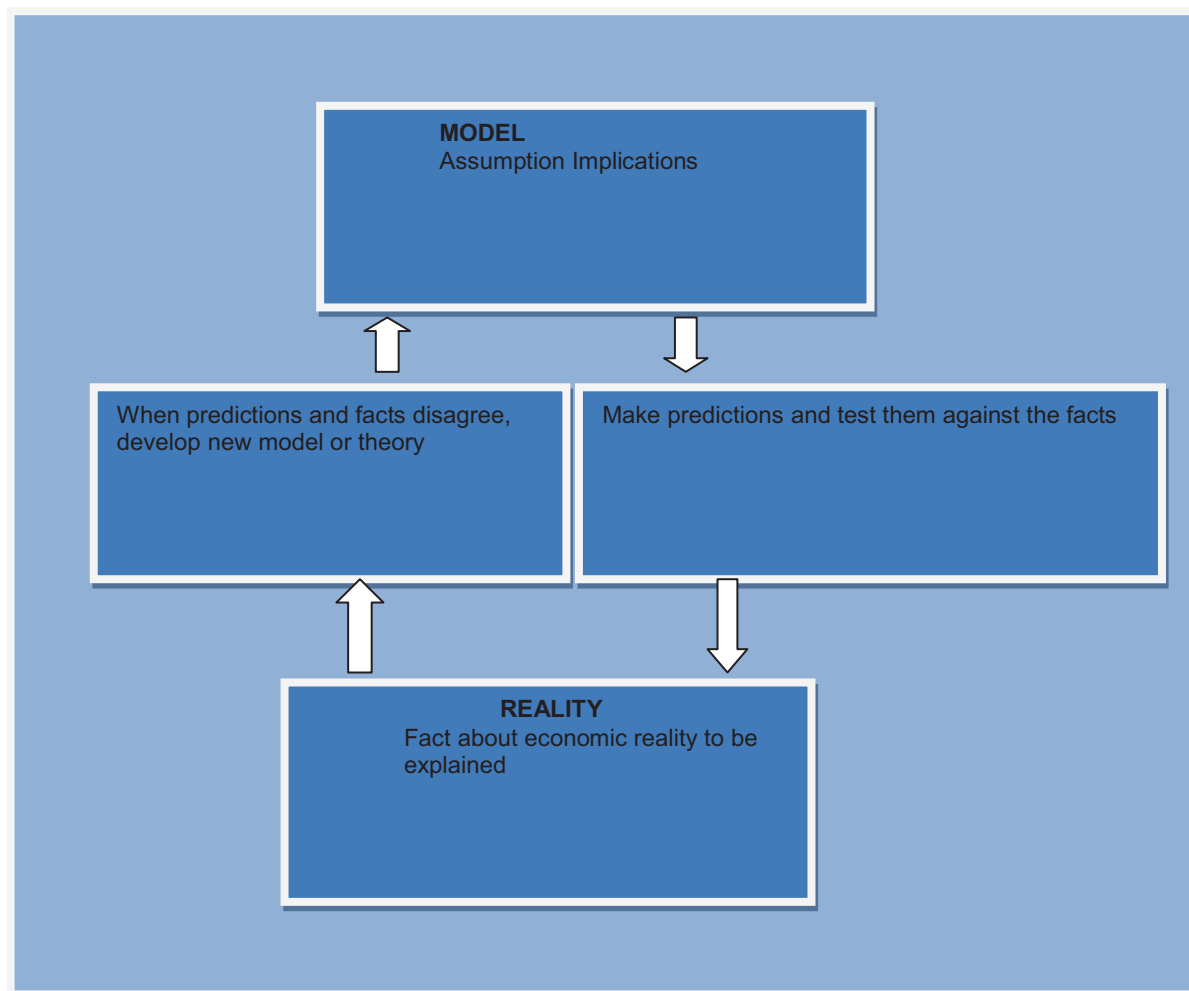 MODEL
Assumption Implications
When predictions and facts disagree,
develop new model or theory
Make predictions and test them against the facts
REALITY
Fact about economic reality to be
explained